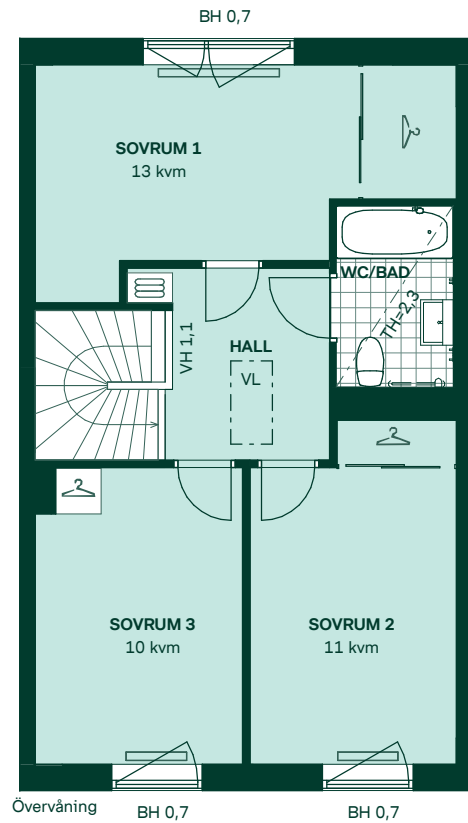 BH 0,7
SOVRUM 1
13 kvm
WC/BAD
TH=2,3
VH 1,1
HALL
VL
SOVRUM 3
10 kvm
SOVRUM 2
11 kvm
Övervåning
BH 0,7
BH 0,7